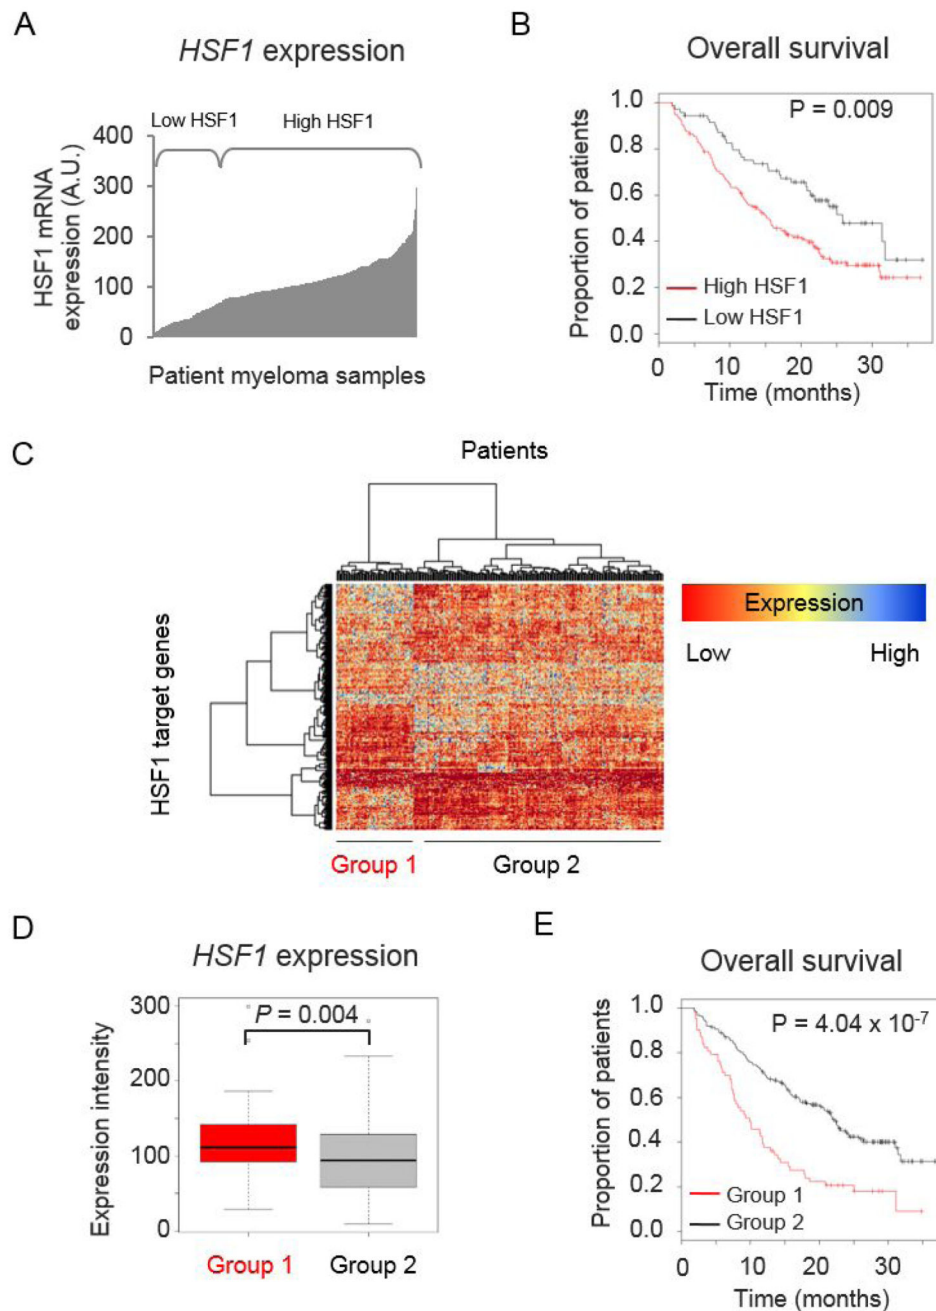 A
HSF1 expression
Low HSF1
High HSF1
400
300
200
100
0
HSF1 mRNA
expression (A.U.)
Patient myeloma samples
B
Overall survival
P = 0.009
1.0
0.8
0.6
0.4
0.2
0.0
Proportion of patients
High HSF1
Low HSF1
0 10 20 30
Time (months)
C
Patients
HSF1 target genes
Expression
Low High
Group 1 Group 2
D
HSF1 expression
300
200
100
0
Expression intensity
P = 0.004
Group 1 Group 2
E
Overall survival
P = 4.04 x 10-7
1.0
0.8
0.6
0.4
0.2
0.0
Proportion of patients
Group 1
Group 2
0 10 20 30
Time (months)